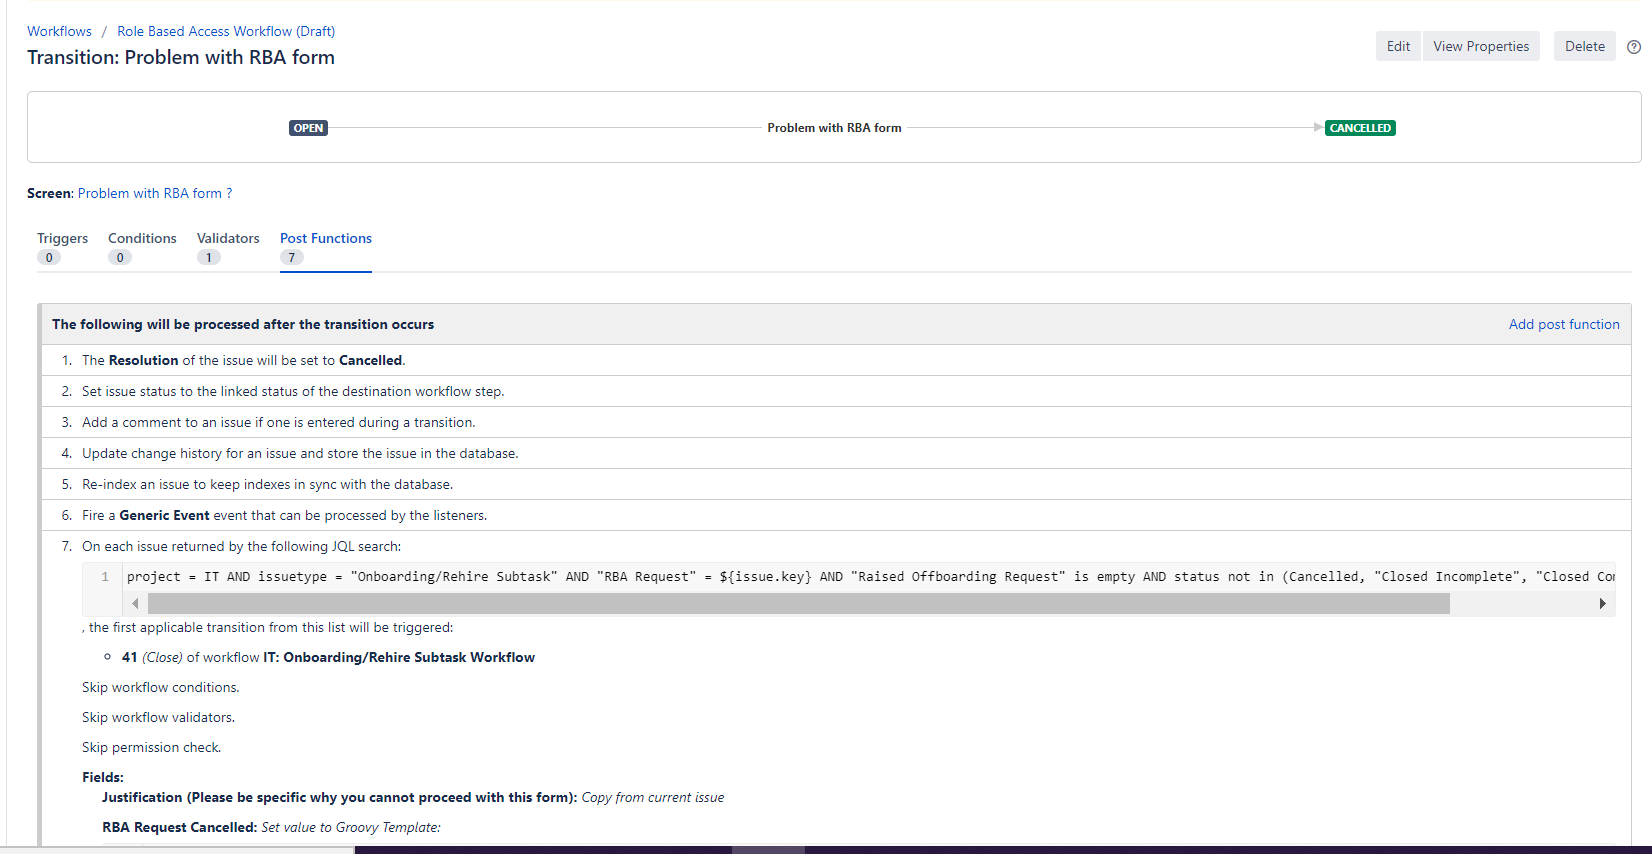 Workflows / Role Based Access Workflow (Draft)
Transition: Problem with RBA form
Edit View Properties Delete ?
OPEN Problem with RBA form CANCELLED
Screen: Problem with RBA form ?
Triggers Conditions Validators Post Functions
0 0 1 7
The following will be processed after the transition occurs Add post function
1. The Resolution of the issue will be set to Cancelled.
2. Set issue status to the linked status of the destination workflow step.
3. Add a comment to an issue if one is entered during a transition.
4. Update change history for an issue and store the issue in the database.
5. Re-index an issue to keep indexes in sync with the database.
6. Fire a Generic Event event that can be processed by the listeners.
7. On each issue returned by the following JQL search:
1 project = IT AND issuetype = "Onboarding/Rehire Subtask" AND "RBA Request" = ${issue.key} AND "Raised Offboarding Request" is empty AND status not in (Cancelled, "Closed Incomplete", "Closed
, the first applicable transition from this list will be triggered:
41 (Close) of workflow IT: Onboarding/Rehire Subtask Workflow
Skip workflow conditions.
Skip workflow validators.
Skip permission check.
Fields:
Justification (Please be specific why you cannot proceed with this form): Copy from current issue
RBA Request Cancelled: Set value to Groovy Template: